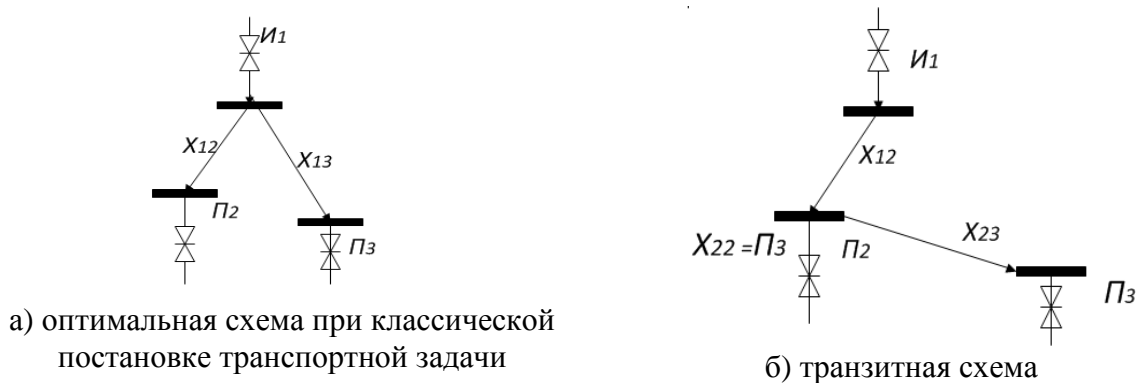 И1
X12
X13
П2
П3
а) оптимальная схема при классической
постановке транспортной задачи
И1
X12
X22 =П3
П2
X23
П3
б) транзитная схема